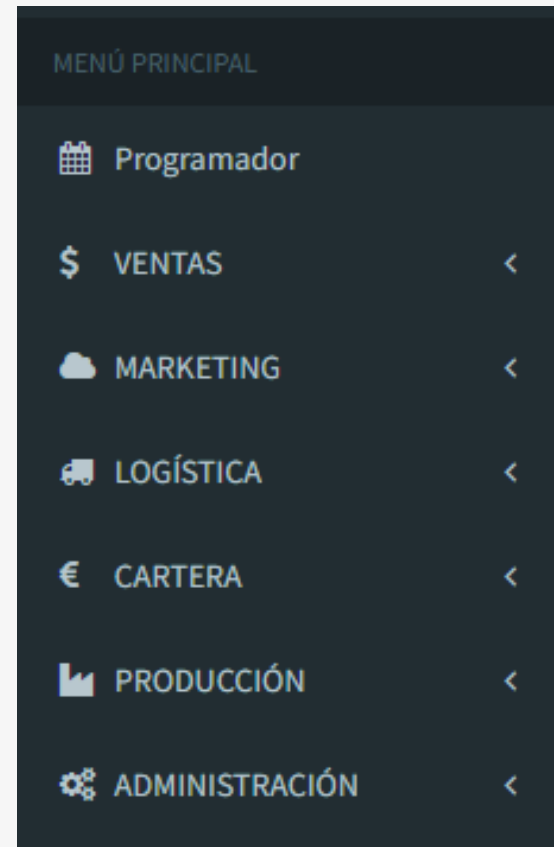 MENÚ PRINCIPAL
Programador
$ VENTAS
MARKETING
LOGÍSTICA
€ CARTERA
PRODUCCIÓN
ADMINISTRACIÓN